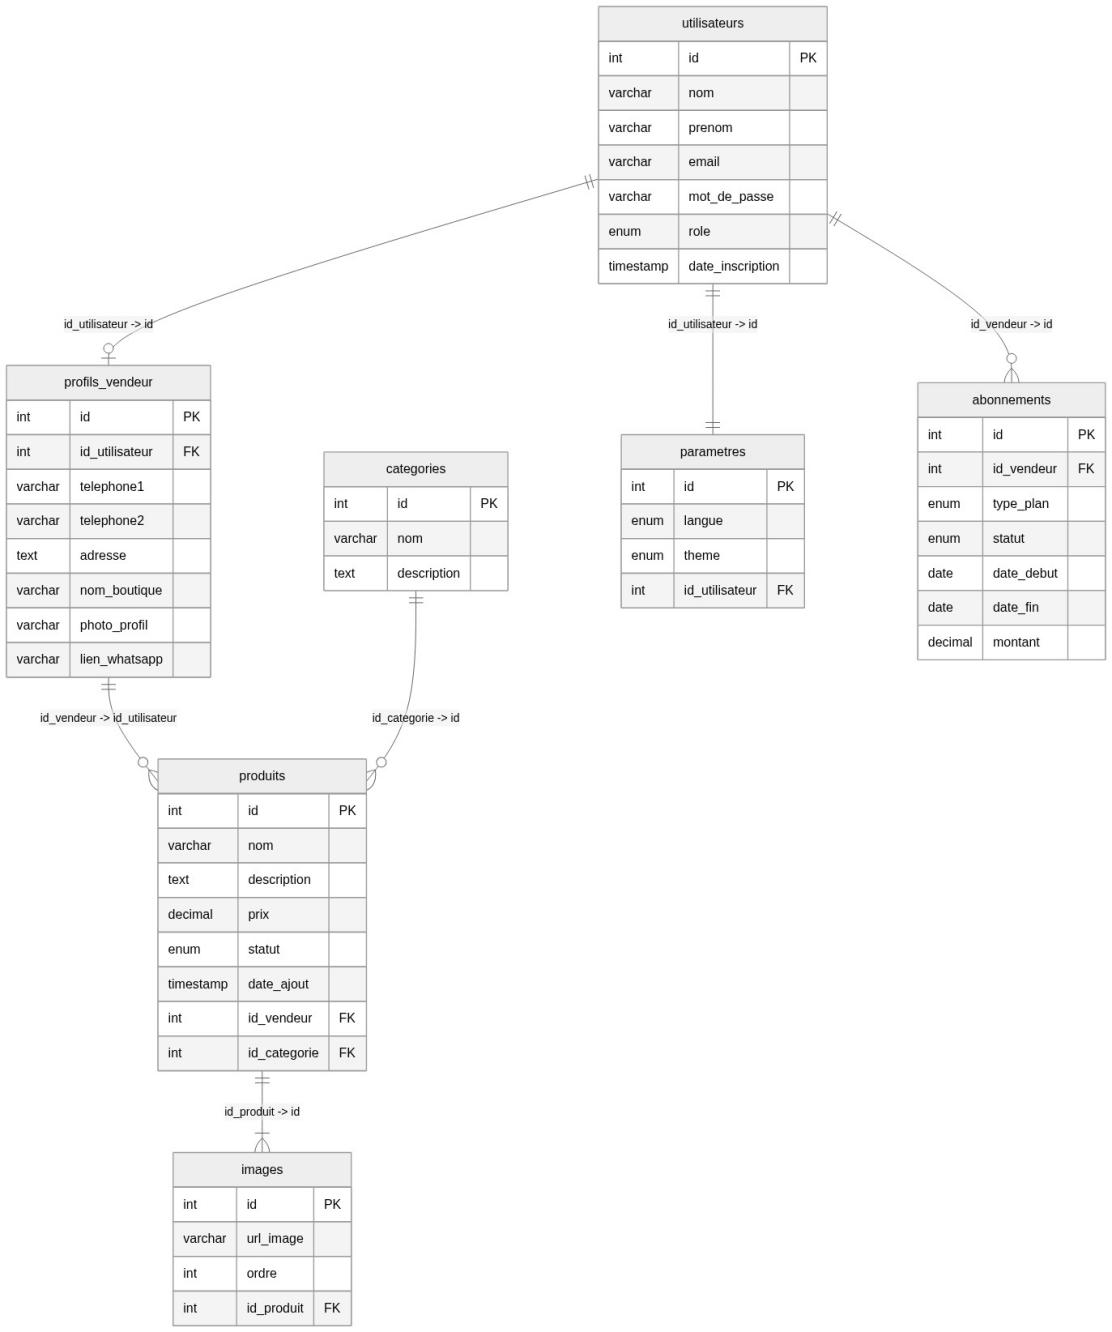 utilisateurs
int id PK
varchar nom
varchar prenom
varchar email
varchar mot_de_passe
enum role
timestamp date_inscription
id_utilisateur -> id
id_utilisateur -> id
id_vendeur -> id
profils_vendeur
int id PK
int id_utilisateur FK
varchar telephone1
varchar telephone2
text adresse
varchar nom_boutique
varchar photo_profil
varchar lien_whatsapp
categories
int id PK
varchar nom
text description
parametres
int id PK
enum langue
enum theme
int id_utilisateur FK
abonnements
int id PK
int id_vendeur FK
enum type_plan
enum statut
date date_debut
date date_fin
decimal montant
id_vendeur -> id_utilisateur
id_categorie -> id
produits
int id PK
varchar nom
text description
decimal prix
enum statut
timestamp date_ajout
int id_vendeur FK
int id_categorie FK
id_produit -> id
images
int id PK
varchar url_image
int ordre
int id_produit FK